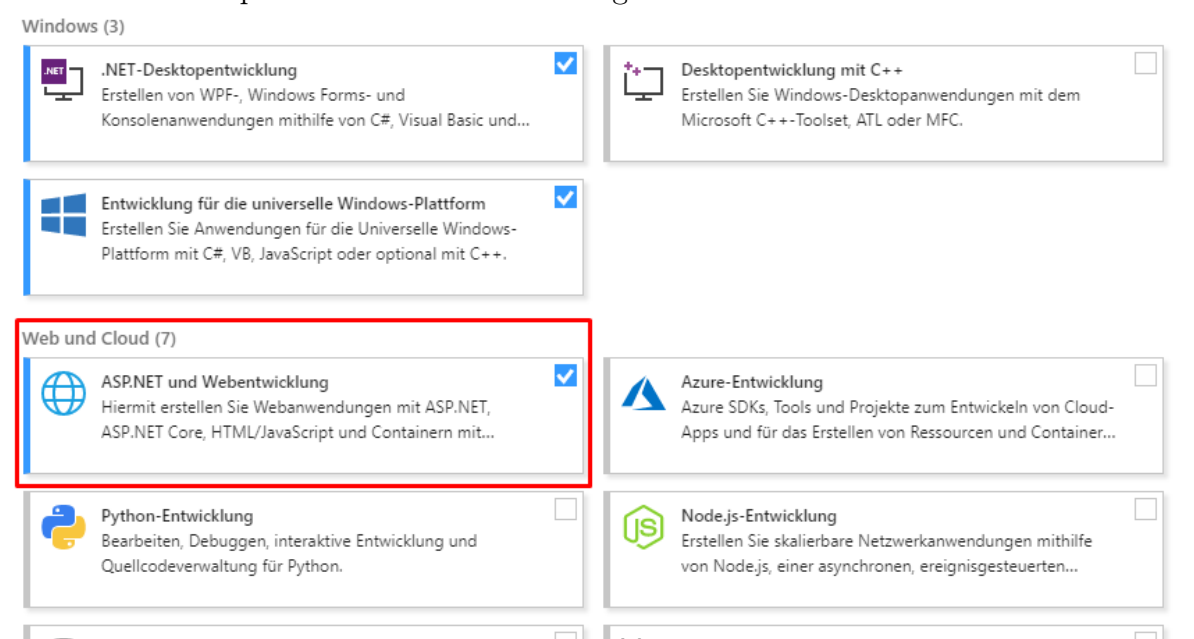 Windows (3)
.NET
.NET-Desktopentwicklung
Erstellen von WPF-, Windows Forms- und
Konsolenanwendungen mithilfe von C#, Visual Basic und...
Desktopentwicklung mit C++
Erstellen Sie Windows-Desktopanwendungen mit dem
Microsoft C++-Toolset, ATL oder MFC.
Entwicklung für die universelle Windows-Plattform
Erstellen Sie Anwendungen für die Universelle Windows-
Plattform mit C#, VB, JavaScript oder optional mit C++.
Web und Cloud (7)
ASP.NET und Webentwicklung
Hiermit erstellen Sie Webanwendungen mit ASP.NET,
ASP.NET Core, HTML/JavaScript und Containern mit...
Azure-Entwicklung
Azure SDKs, Tools und Projekte zum Entwickeln von Cloud-
Apps und für das Erstellen von Ressourcen und Container...
Python-Entwicklung
Bearbeiten, Debuggen, interaktive Entwicklung und
Quellcodeverwaltung für Python.
JS
Node.js-Entwicklung
Erstellen Sie skalierbare Netzwerkanwendungen mithilfe
von Node.js, einer asynchronen, ereignisgesteuerten...